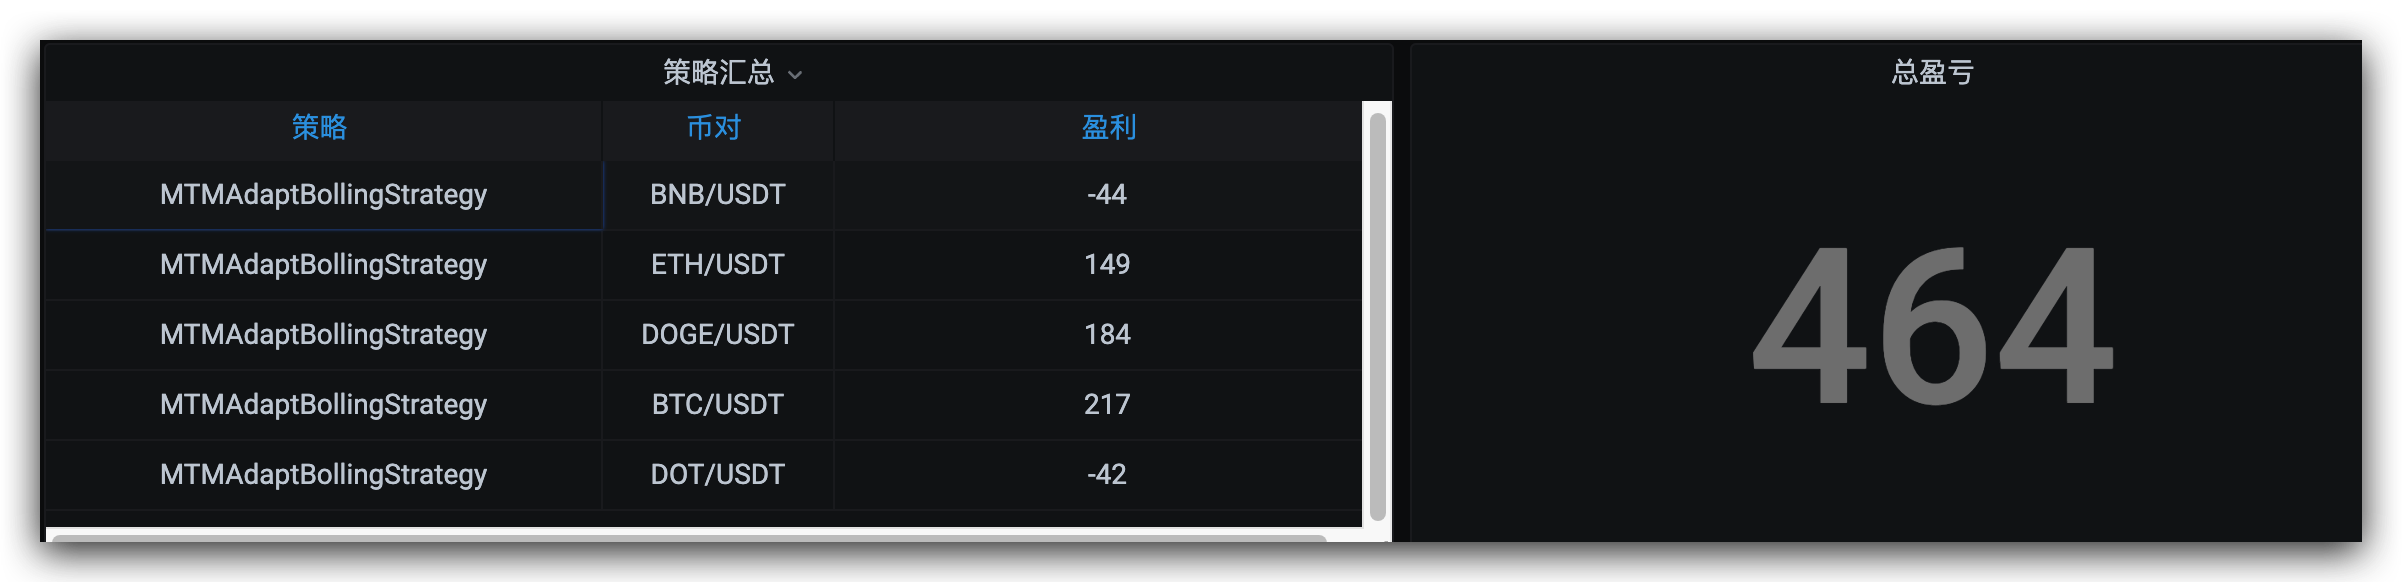 策略汇总
策略 币对 盈利
MTMAdaptBollingStrategy BNB/USDT -44
MTMAdaptBollingStrategy ETH/USDT 149
MTMAdaptBollingStrategy DOGE/USDT 184
MTMAdaptBollingStrategy BTC/USDT 217
MTMAdaptBollingStrategy DOT/USDT -42
总盈亏
464